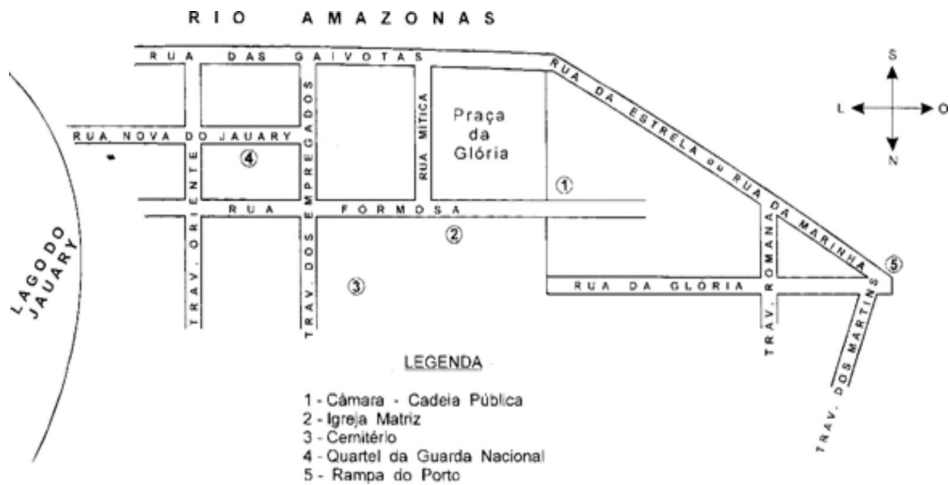 RIO AMAZONAS
RUA DAS GAIVOTAS
RUA DA ESTRELA ou RUA DA MARINHA
S
L
O
N
Praça
da
Glória
RUA MITICA
RUA NOVA DO JAUARY
4
1
TRAV. ORIENTE
TRAV. DOS EMPREGADOS
RUA FORMOSA
2
LAGO DO
JAUARY
3
RUA DA GLÓRIA
TRAV. ROMANA
5
TRAV. DOS MARTINS
LEGENDA
1 - Câmara - Cadeia Pública
2 - Igreja Matriz
3 - Cemitério
4 - Quartel da Guarda Nacional
5 - Rampa do Porto